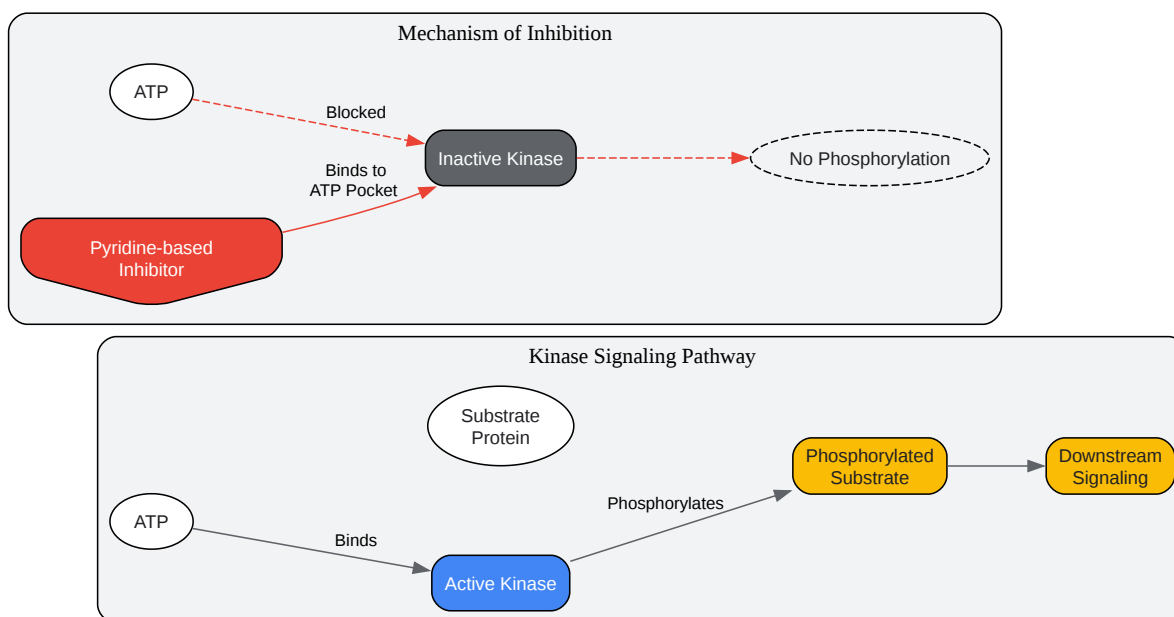 Mechanism of Inhibition
ATP
Blocked
Inactive Kinase
No Phosphorylation
Binds to
ATP Pocket
Pyridine-based
Inhibitor
Kinase Signaling Pathway
Substrate
Protein
Phosphorylated
Substrate
Downstream
Signaling
Phosphorylates
ATP
Binds
Active Kinase